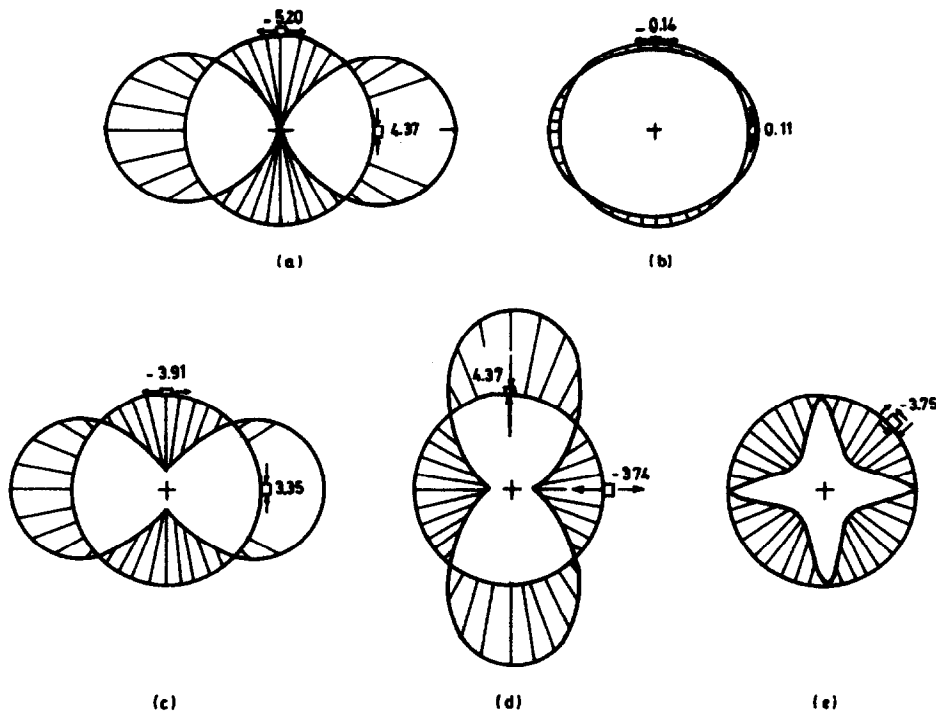 - 5.20
4.37
(a)
- 0.14
0.11
(b)
- 3.91
3.35
(c)
4.37
-374
(d)
-3.75
(e)